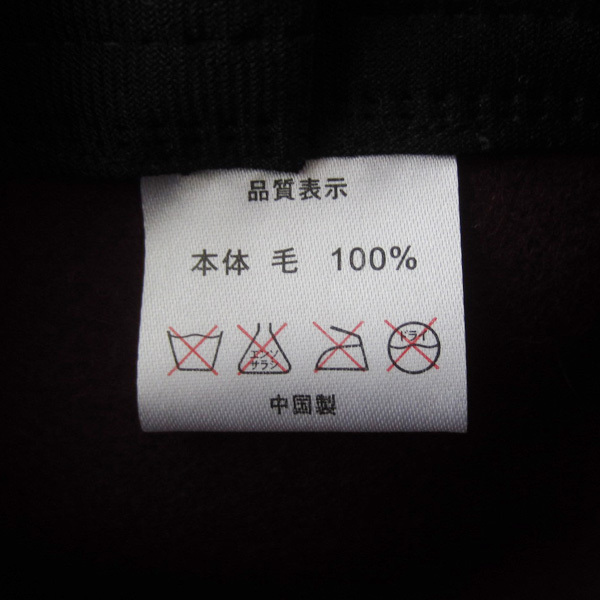 品質表示
本体 毛 100%
エンソ
サラシ
ドライ
中国製